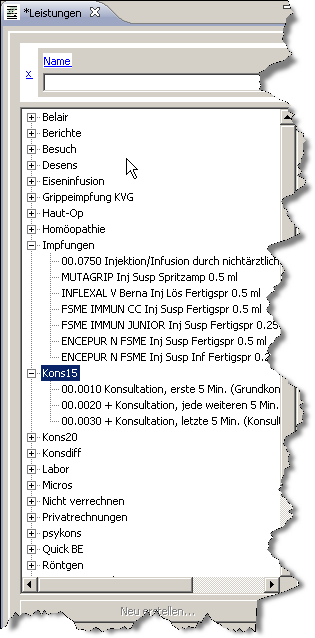 *Leistungen
Name
x
Belair
Berichte
Besuch
Desens
Eiseninfusion
Grippeimpfung KVG
Haut-Op
Homöopathie
Impfungen
00.0750 Injektion/Infusion durch nichtärztlich
MUTAGRIP Inj Susp Spritzamp 0.5 ml
INFLEXAL V Berna Inj Lös Fertigspr 0.5 ml
FSME IMMUN CC Inj Susp Fertigspr 0.5 ml
FSME IMMUN JUNIOR Inj Susp Fertigspr 0.25
ENCEPUR N FSME Inj Susp Fertigspr 0.5 ml
ENCEPUR N FSME Inj Susp Inf Fertigspr 0.2
Kons15
00.0010 Konsultation, erste 5 Min. (Grundkon
00.0020 + Konsultation, jede weiteren 5 Min.
00.0030 + Konsultation, letzte 5 Min. (Konsul
Kons20
Konsdiff
Labor
Micros
Nicht verrechnen
Privatrechnungen
psykons
Quick BE
Röntgen
Neu erstellen...